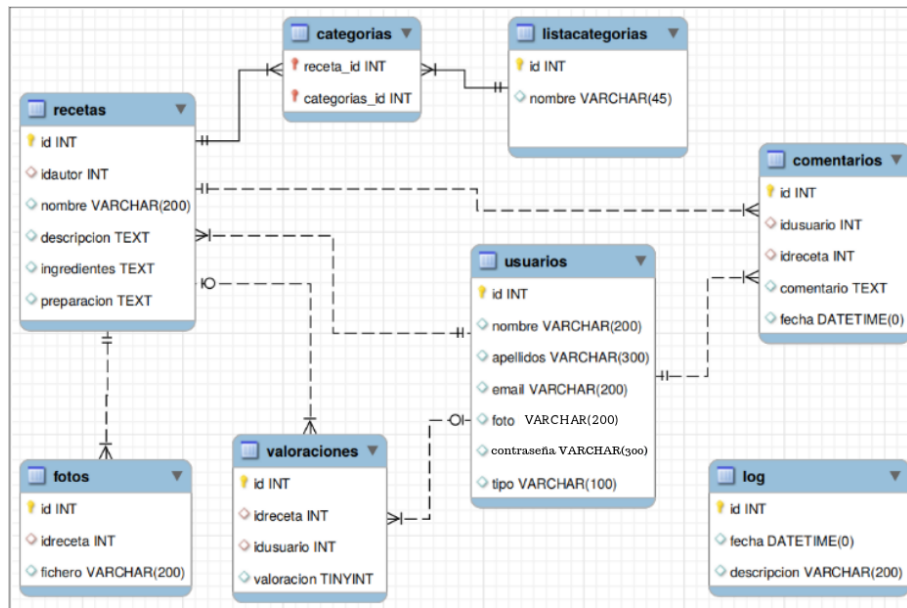 categorias
receta_id INT
categorias_id INT
listacategorias
id INT
nombre VARCHAR(45)
recetas
id INT
idautor INT
nombre VARCHAR(200)
descripcion TEXT
ingredientes TEXT
preparacion TEXT
comentarios
id INT
idusuario INT
idreceta INT
comentario TEXT
fecha DATETIME(0)
usuarios
id INT
nombre VARCHAR(200)
apellidos VARCHAR(300)
email VARCHAR(200)
foto VARCHAR(200)
contraseña VARCHAR(300)
tipo VARCHAR(100)
fotos
id INT
idreceta INT
fichero VARCHAR(200)
valoraciones
id INT
idreceta INT
idusuario INT
valoracion TINYINT
log
id INT
fecha DATETIME(0)
descripcion VARCHAR(200)